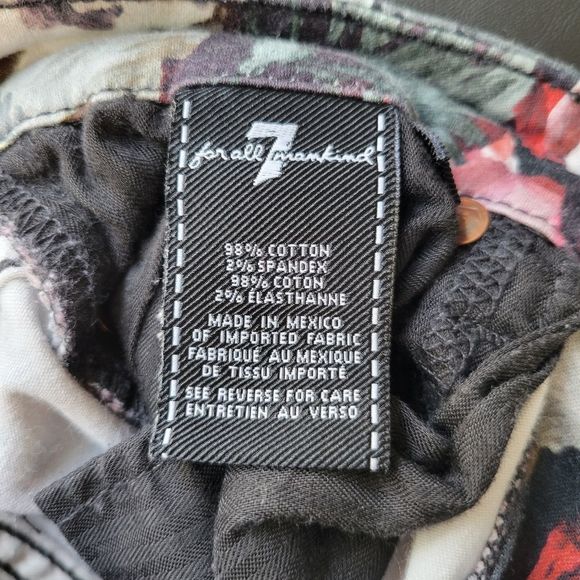 7
for all mankind
98% COTTON
2% SPANDEX
98% COTON
2% ÉLASTHANNE
MADE IN MEXICO
OF IMPORTED FABRIC
FABRIQUÉ AU MEXIQUE
DE TISSU IMPORTÉ
SEE REVERSE FOR CARE
ENTRETIEN AU VERSO